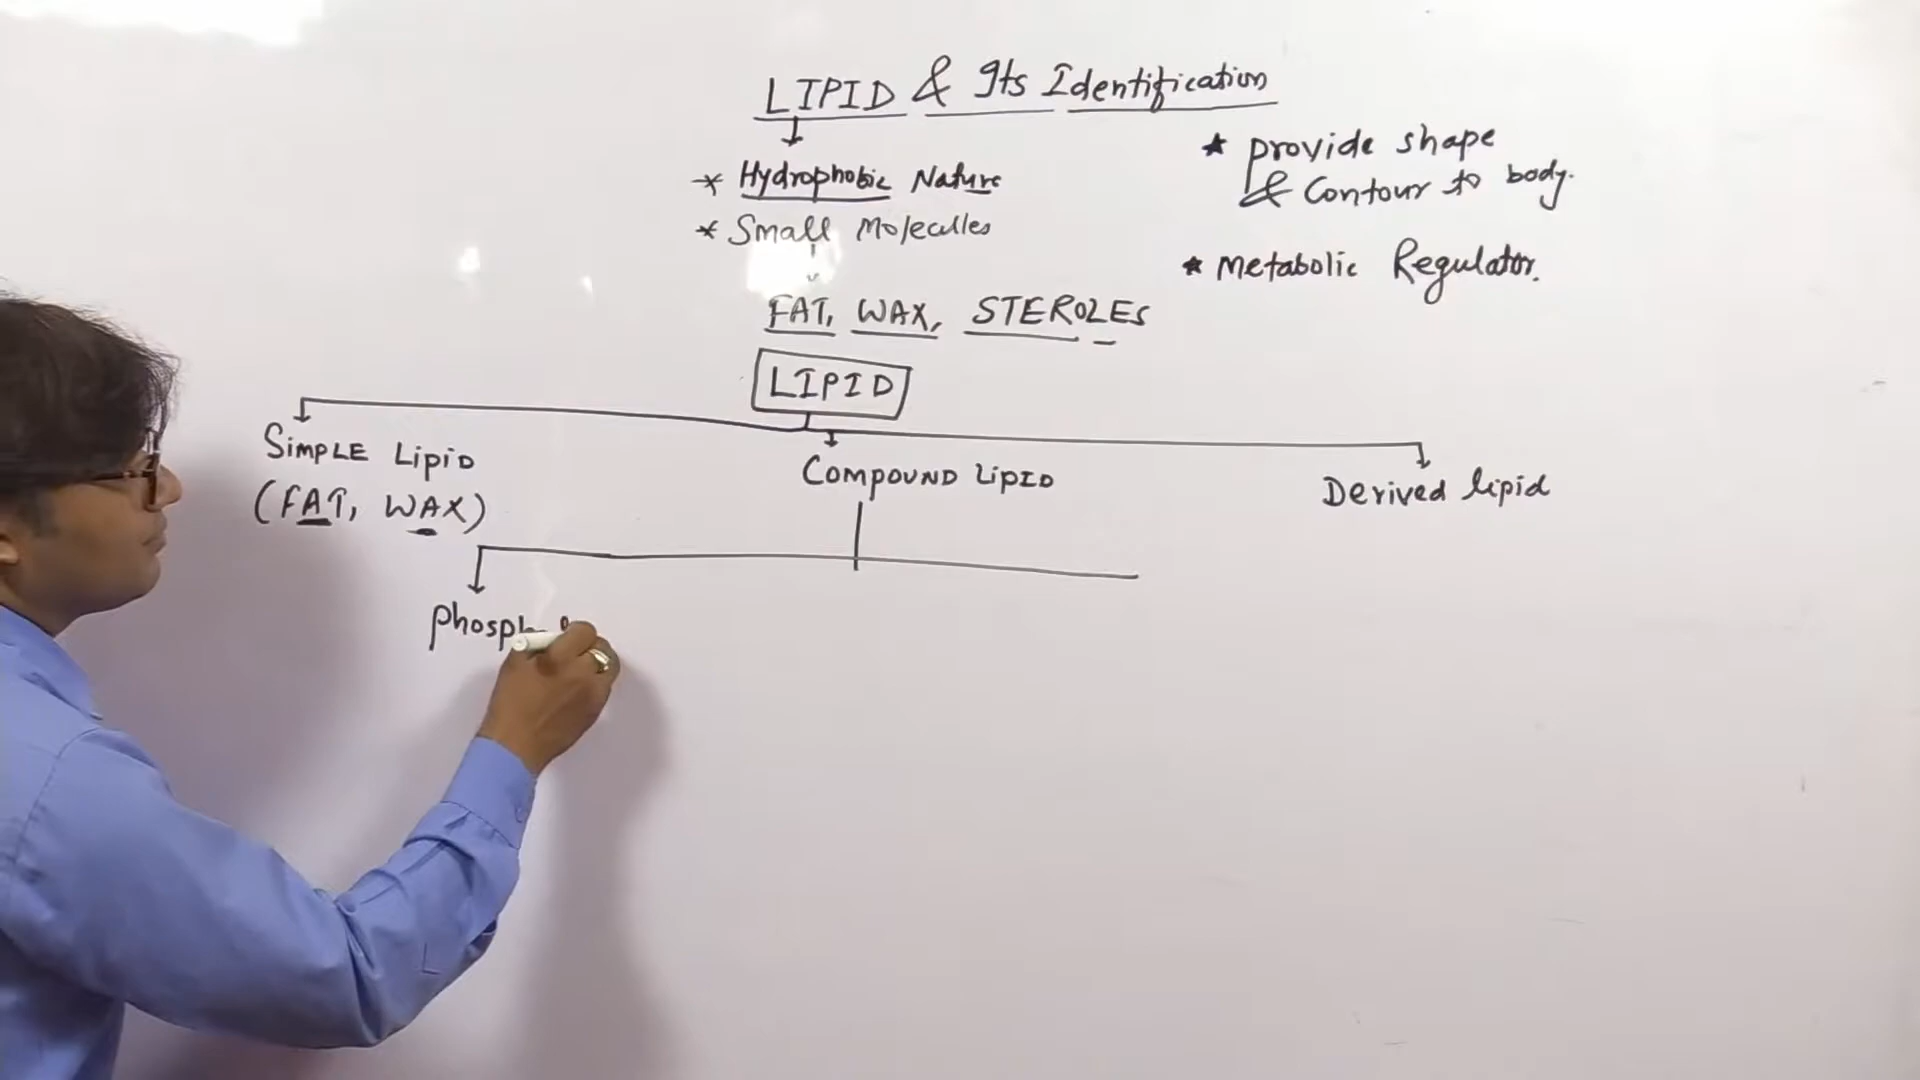 LIPID & Its Identification
* Hydrophobic Nature
* Small Molecules
FAT, WAX, STEROLES
★ provide shape
& Contour to body.
★ Metabolic Regulator.
LIPID
SIMPLE LIPID
(FAT, WAX)
COMPOUND LIPID
Derived lipid